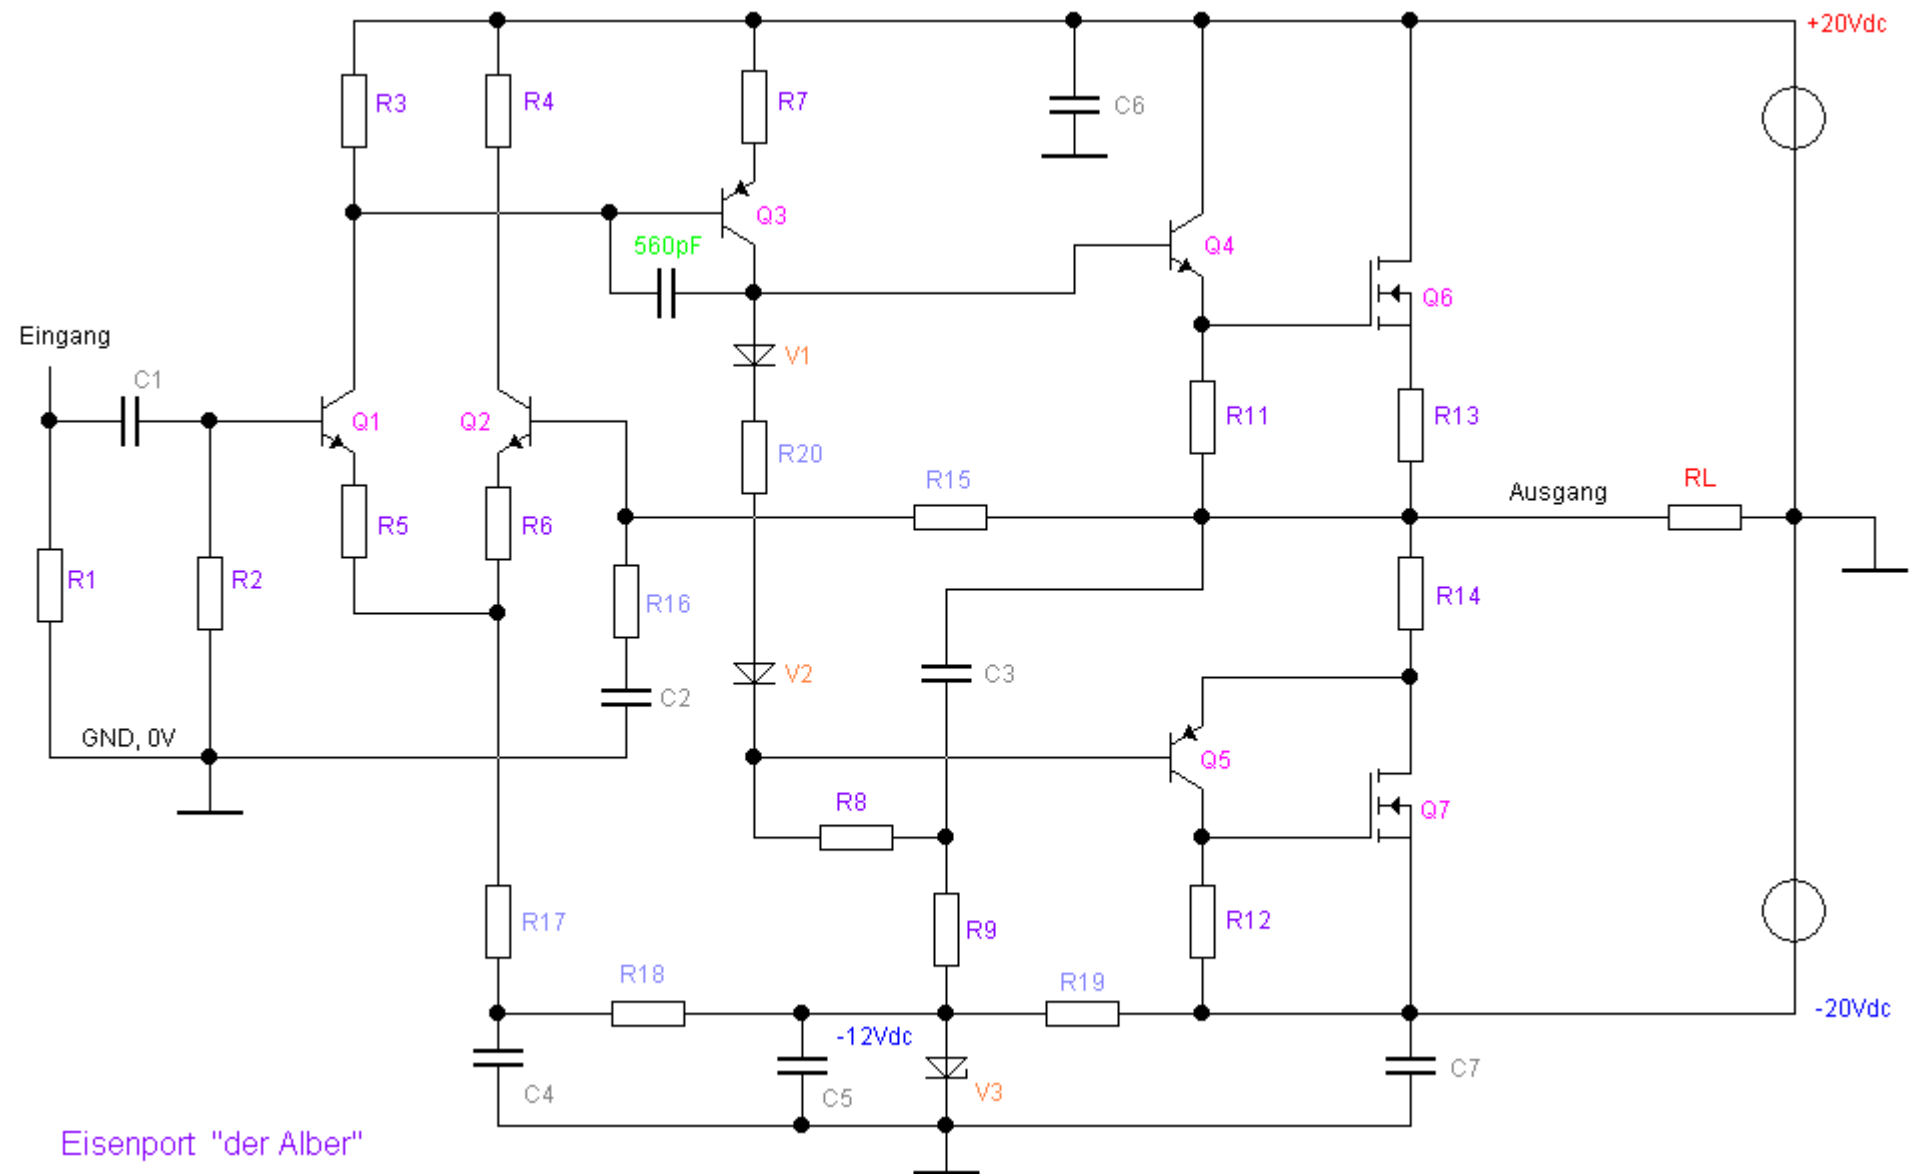 +20Vdc
R3
R4
R7
C6
Q3
Q4
560pF
Q6
Eingang
V1
C1
Q1
Q2
R11
R13
R20
R15
Ausgang
RL
R5
R6
R1
R2
R16
R14
V2
C3
C2
GND, 0V
Q5
R8
Q7
R17
R9
R12
R18
R19
-12Vdc
-20Vdc
C4
C5
V3
C7
Eisenport "der Alber"